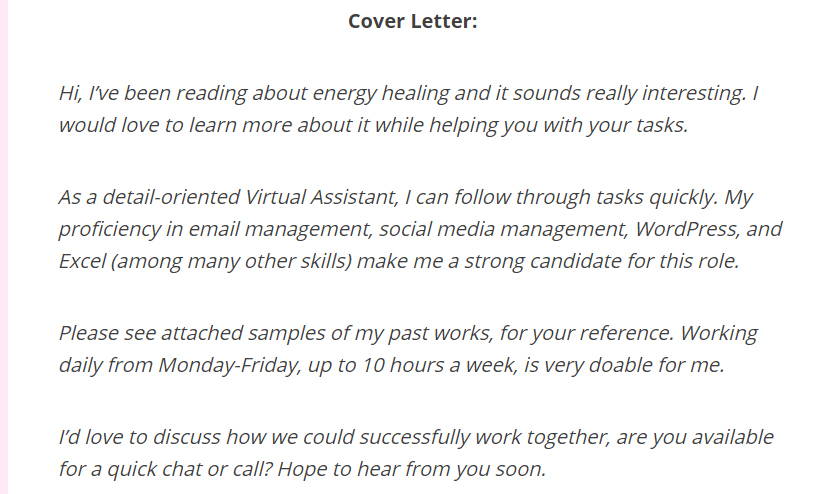 Cover Letter:
Hi, I’ve been reading about energy healing and it sounds really interesting. I
would love to learn more about it while helping you with your tasks.
As a detail-oriented Virtual Assistant, I can follow through tasks quickly. My
proficiency in email management, social media management, WordPress, and
Excel (among many other skills) make me a strong candidate for this role.
Please see attached samples of my past works, for your reference. Working
daily from Monday-Friday, up to 10 hours a week, is very doable for me.
I’d love to discuss how we could successfully work together, are you available
for a quick chat or call? Hope to hear from you soon.